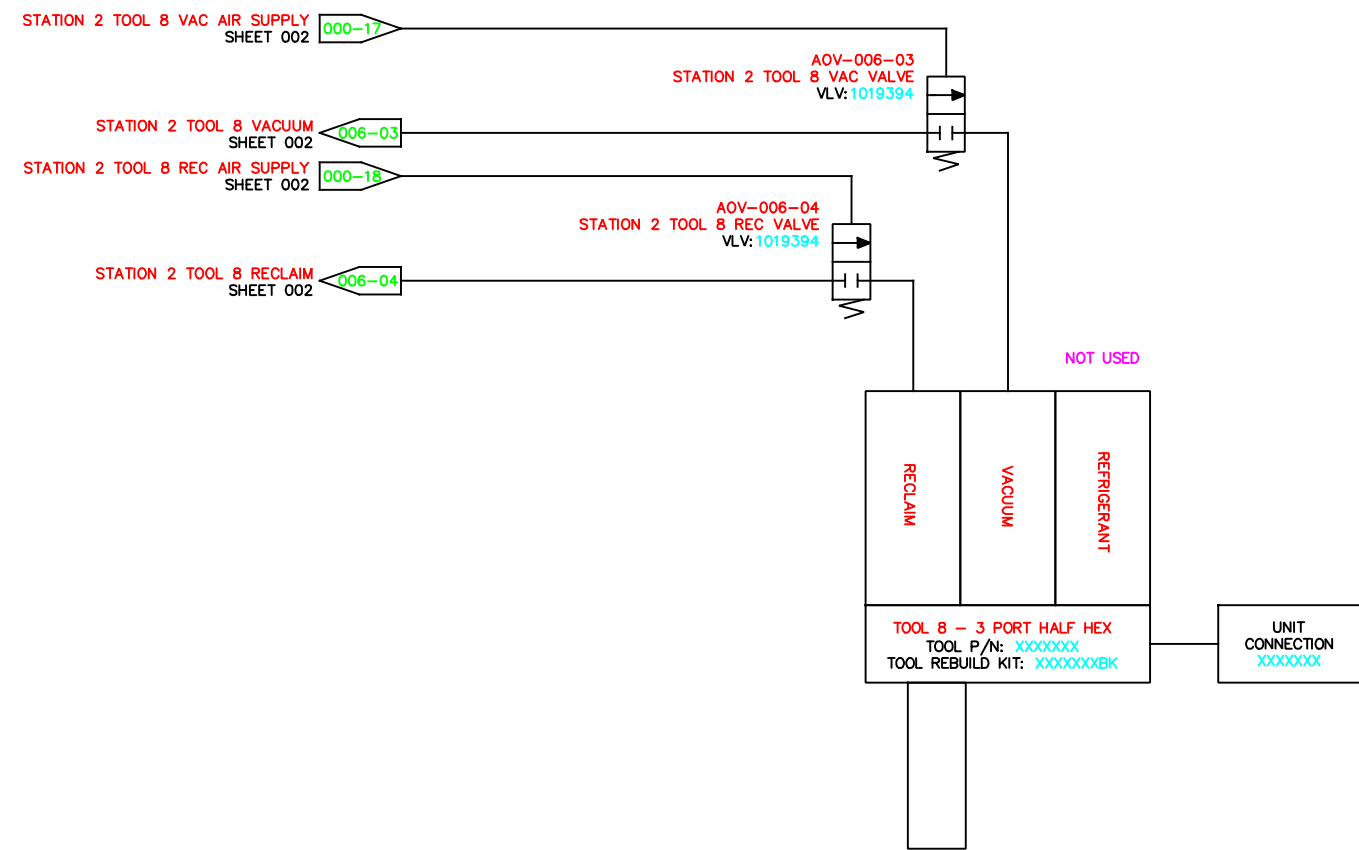 STATION 2 TOOL 8 VAC AIR SUPPLY
SHEET 002
000-17
AOV-006-03
STATION 2 TOOL 8 VAC VALVE
VLV: 1019394
STATION 2 TOOL 8 VACUUM
SHEET 002
006-03
STATION 2 TOOL 8 REC AIR SUPPLY
SHEET 002
000-18
AOV-006-04
STATION 2 TOOL 8 REC VALVE
VLV: 1019394
STATION 2 TOOL 8 RECLAIM
SHEET 002
006-04
NOT USED
RECLAIM
VACUUM
REFRIGERANT
TOOL 8 - 3 PORT HALF HEX
TOOL P/N: XXXXXXX
TOOL REBUILD KIT: XXXXXXXBK
UNIT
CONNECTION
XXXXXXX